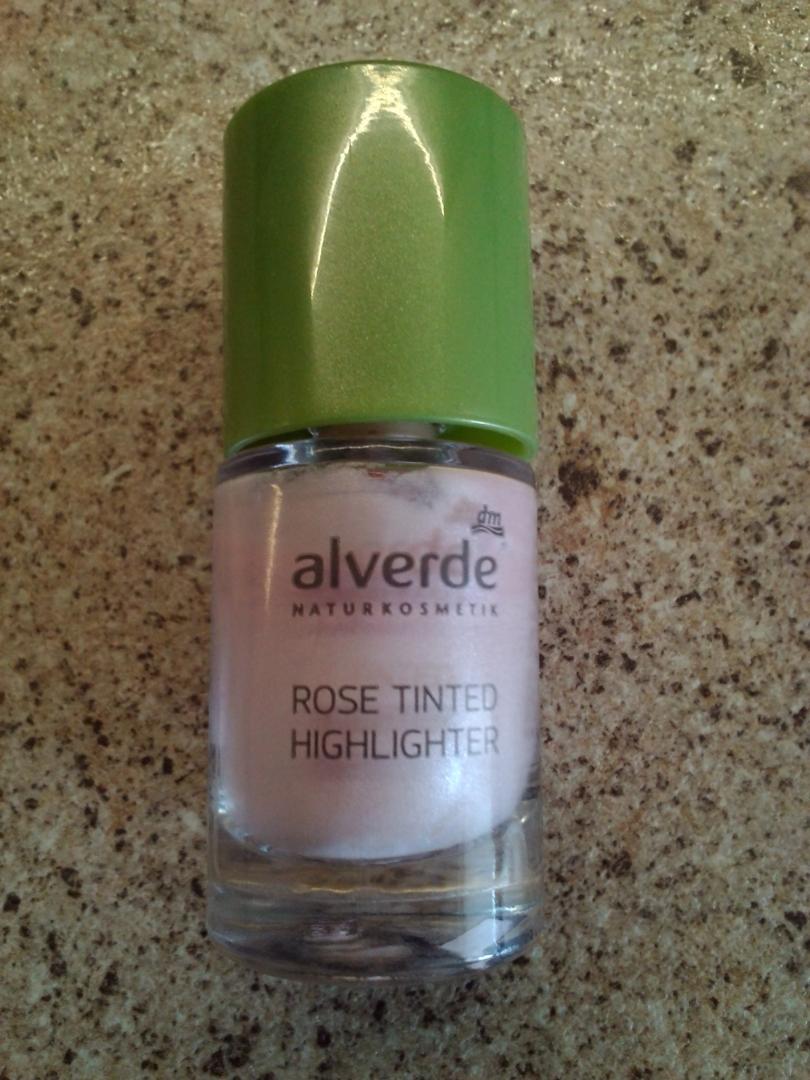 dm
alverde
NATURKOSMETIK
ROSE TINTED
HIGHLIGHTER